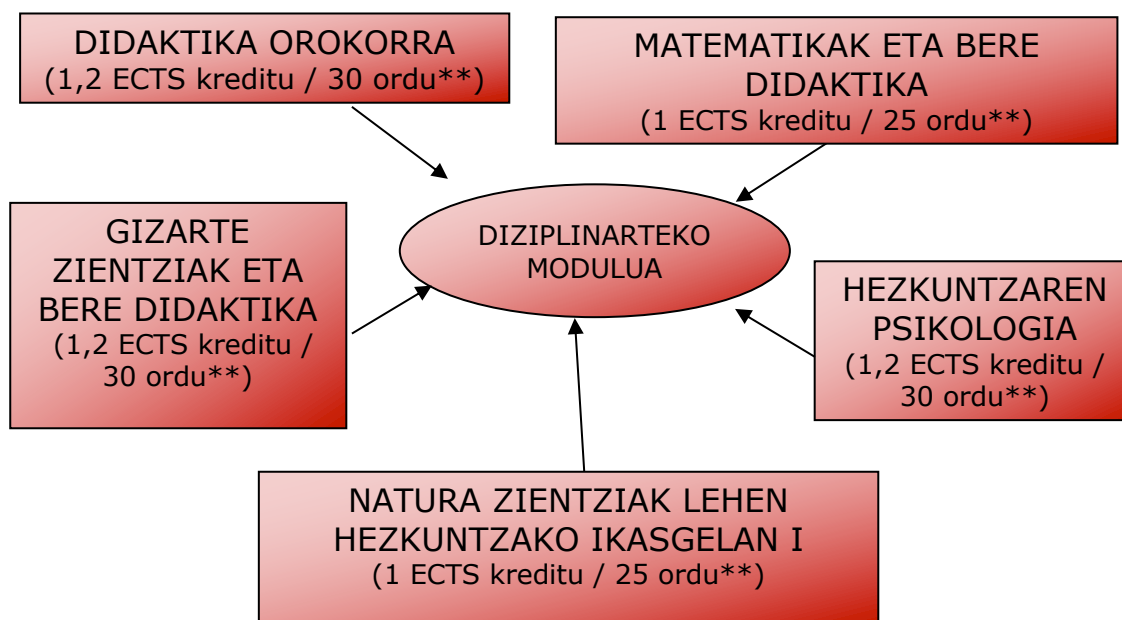 DIDAKTIKA OROKORRA
(1,2 ECTS kreditu / 30 ordu**)
MATEMATIKAK ETA BERE
DIDAKTIKA
(1 ECTS kreditu / 25 ordu**)
DIZIPLINARTEKO
MODULUA
GIZARTE
ZIENTZIAK ETA
BERE DIDAKTIKA
(1,2 ECTS kreditu /
30 ordu**)
HEZKUNTZAREN
PSIKOLOGIA
(1,2 ECTS kreditu /
30 ordu**)
NATURA ZIENTZIAK LEHEN
HEZKUNTZAKO IKASGELAN I
(1 ECTS kreditu / 25 ordu**)